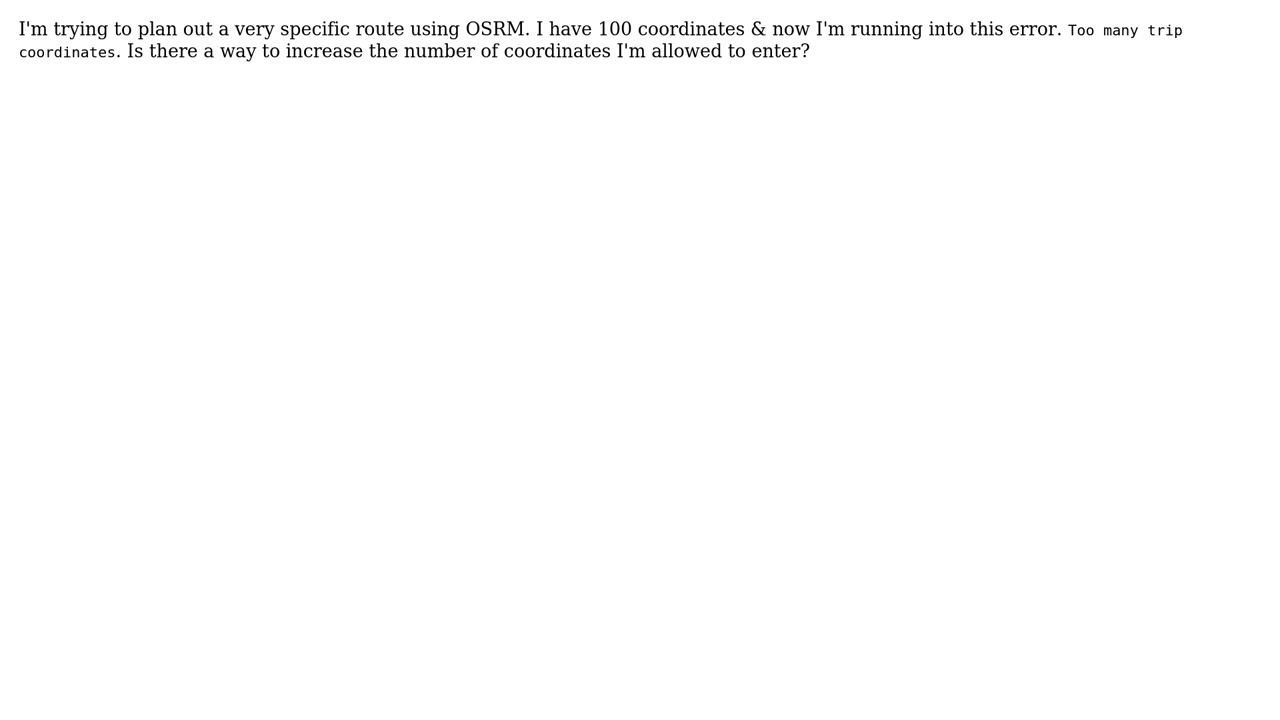 I'm trying to plan out a very specific route using OSRM. I have 100 coordinates & now I'm running into this error. Too many trip
coordinates. Is there a way to increase the number of coordinates I'm allowed to enter?